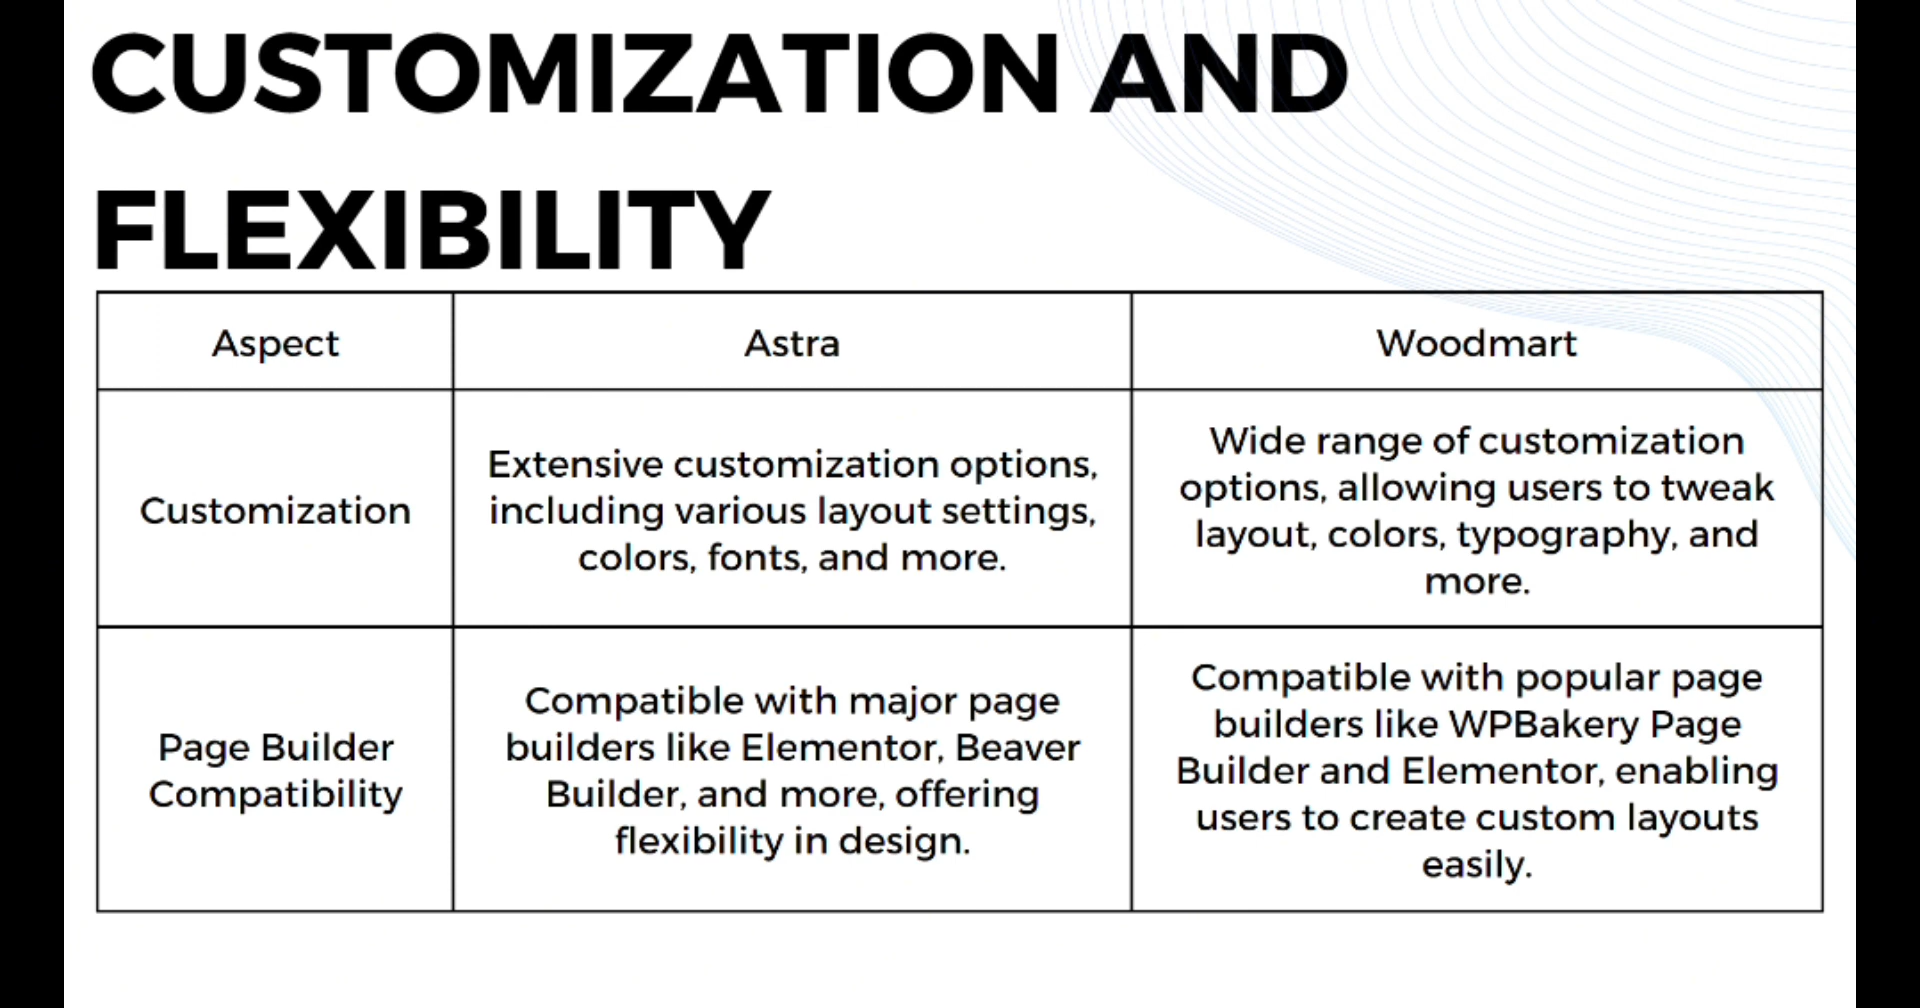 CUSTOMIZATION AND
FLEXIBILITY
Aspect
Astra
Woodmart
Customization
Extensive customization options,
including various layout settings,
colors, fonts, and more.
Wide range of customization
options, allowing users to tweak
layout, colors, typography, and
more.
Page Builder
Compatibility
Compatible with major page
builders like Elementor, Beaver
Builder, and more, offering
flexibility in design.
Compatible with popular page
builders like WPBakery Page
Builder and Elementor, enabling
users to create custom layouts
easily.